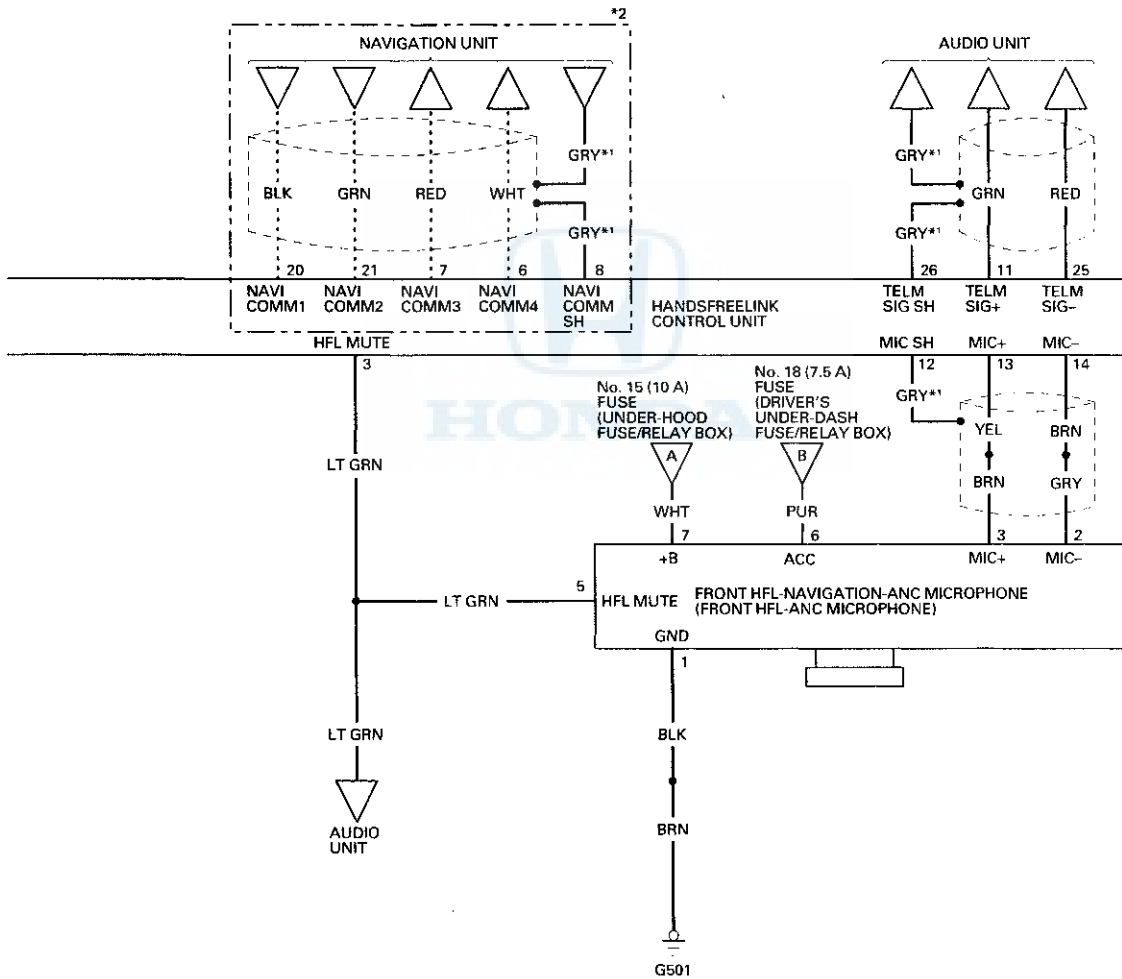 *2
NAVIGATION UNIT
AUDIO UNIT
GRY*1
GRY*1
BLK
GRN
RED
WHT
GRN
RED
GRY*1
GRY*1
20
21
7
6
8
26
11
25
NAVI
COMM1
NAVI
COMM2
NAVI
COMM3
NAVI
COMM4
NAVI
COMM
SH
HANDSFREELINK
CONTROL UNIT
TELM
SIG SH
TELM
SIG+
TELM
SIG-
HFL MUTE
MIC SH
MIC+
MIC-
3
12
13
14
No. 15 (10 A)
FUSE
(UNDER-HOOD
FUSE/RELAY BOX)
No. 18 (7.5 A)
FUSE
(DRIVER'S
UNDER-DASH
FUSE/RELAY BOX)
GRY*1
HONDA
YEL
BRN
A
B
LT GRN
BRN
GRY
WHT
PUR
7
6
3
2
+B
ACC
MIC+
MIC-
5
LT GRN
HFL MUTE
FRONT HFL-NAVIGATION-ANC MICROPHONE
(FRONT HFL-ANC MICROPHONE)
GND
1
LT GRN
BLK
AUDIO
UNIT
BRN
G501